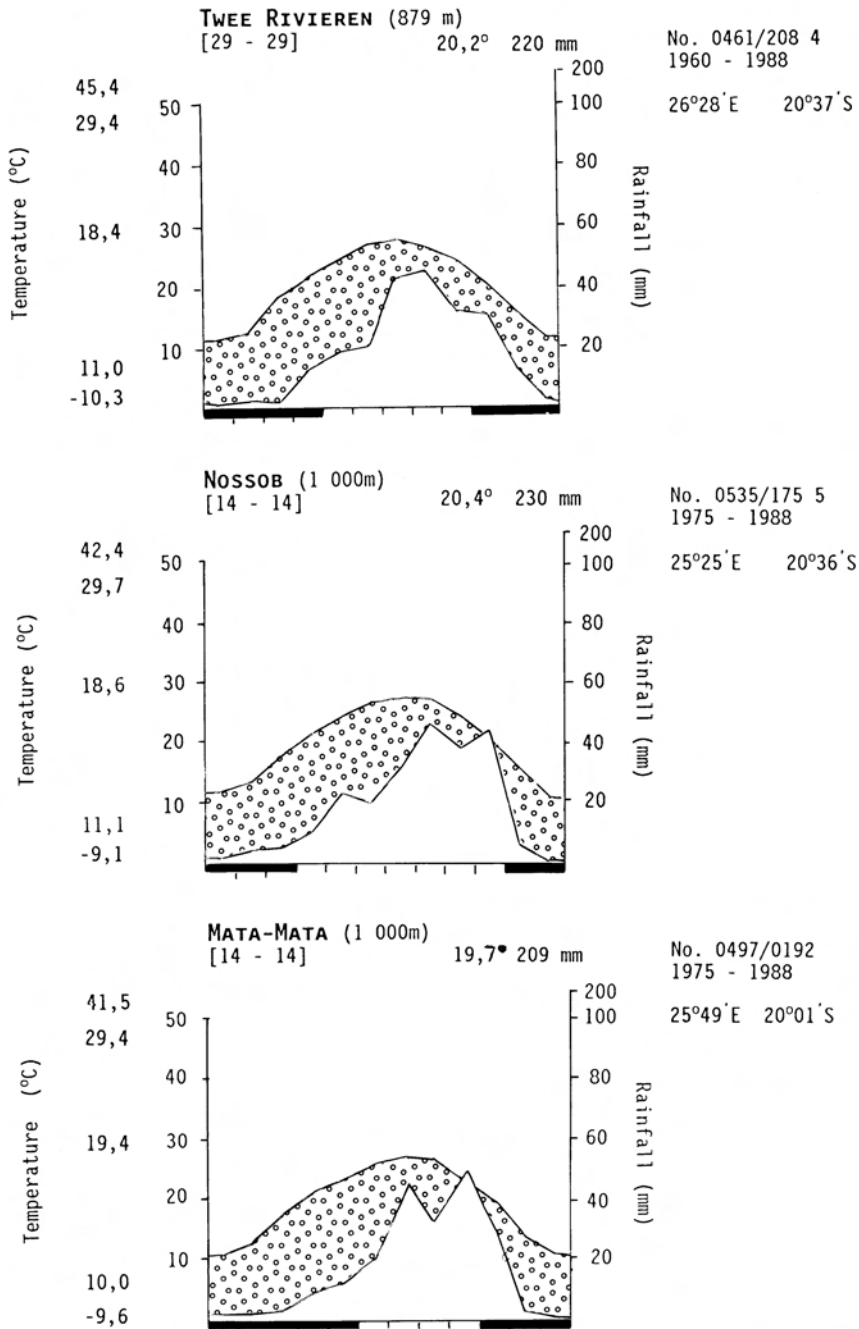 TWEE RIVIEREN (879 m)
[29 - 29] 20,2° 220 mm
No. 0461/208 4
1960 - 1988
26°28'E 20°37'S
45,4
29,4
18,4
11,0
-10,3
Temperature (°C)
50
40
30
20
10
200
100
80
60
40
20
Rainfall (mm)
NOSSOB (1 000m)
[14 - 14] 20,4° 230 mm
No. 0535/175 5
1975 - 1988
25°25'E 20°36'S
42,4
29,7
18,6
11,1
-9,1
Temperature (°C)
50
40
30
20
10
200
100
80
60
40
20
Rainfall (mm)
MATA-MATA (1 000m)
[14 - 14] 19,7° 209 mm
No. 0497/0192
1975 - 1988
25°49'E 20°01'S
41,5
29,4
19,4
10,0
-9,6
Temperature (°C)
50
40
30
20
10
200
100
80
60
40
20
Rainfall (mm)